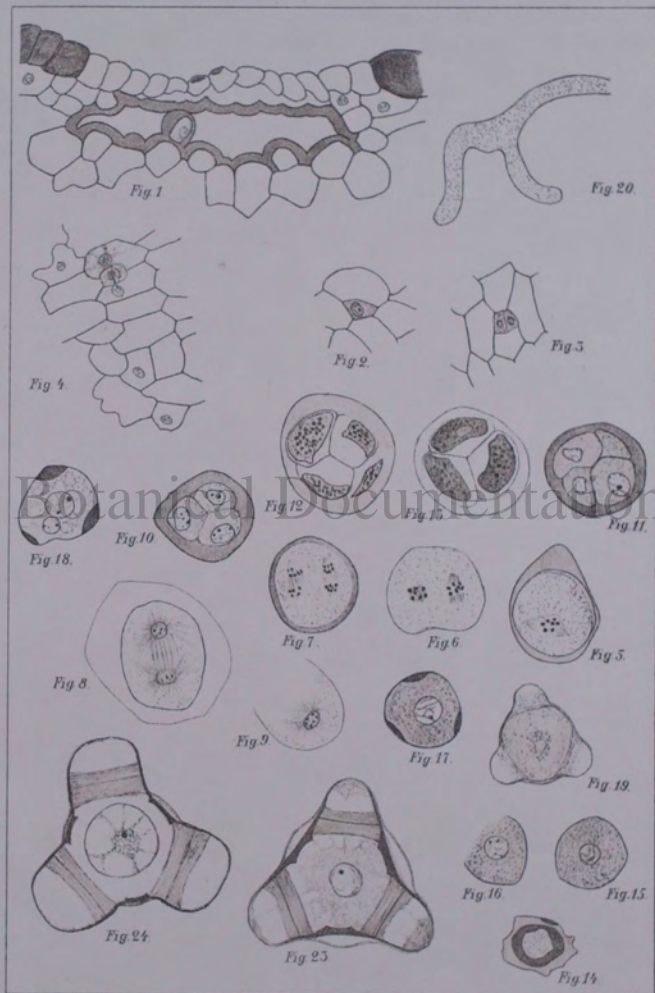 Fig. 1
Fig. 20.
Fig. 4.
Fig. 2.
Fig. 3
Fig. 12.
Fig. 13.
Fig. 11.
Botanical Documentation
Fig. 18.
Fig. 10.
Fig. 7.
Fig. 6.
Fig. 5.
Fig. 8.
Fig. 9
Fig. 17.
Fig. 19.
Fig. 24.
Fig. 23.
Fig. 16.
Fig. 15.
Fig. 14.